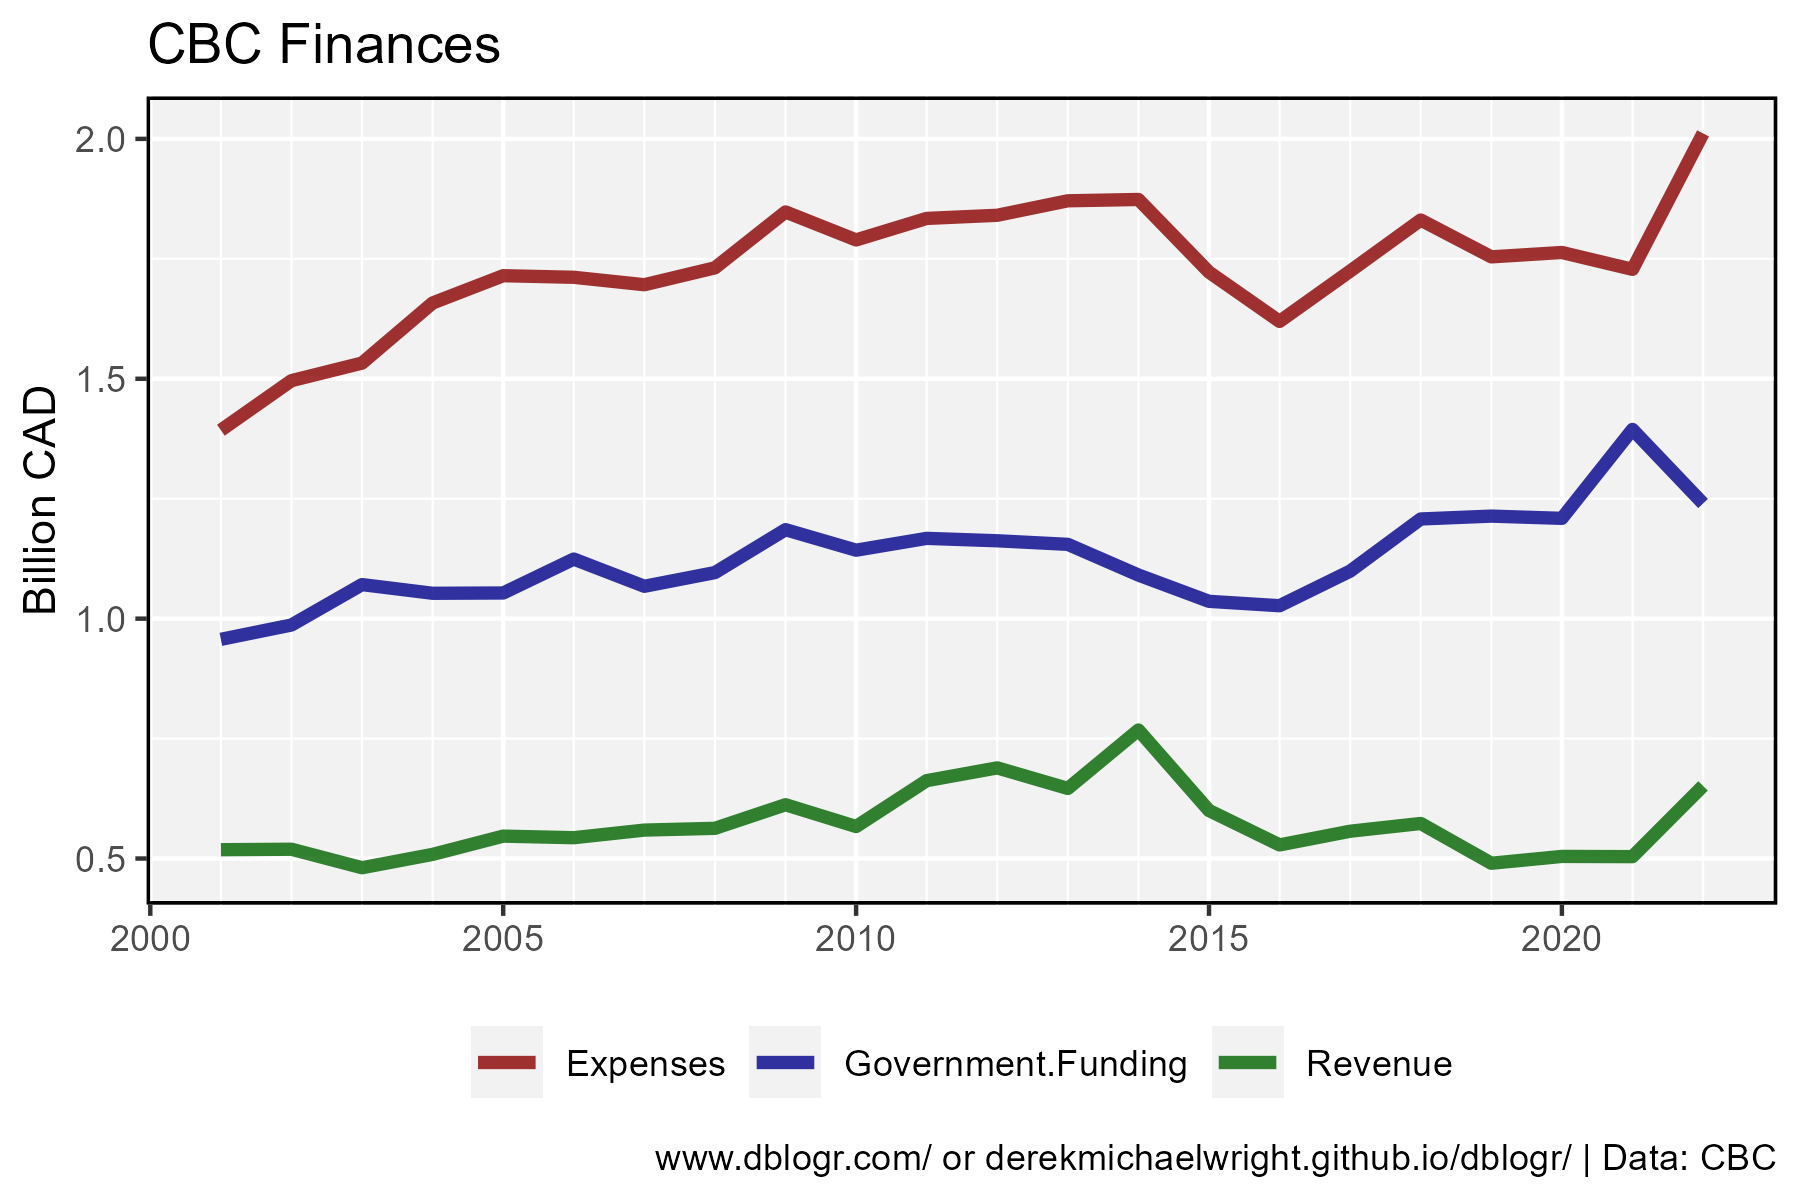 CBC Finances
Billion CAD
2.0
1.5
1.0
0.5
2000 2005 2010 2015 2020
Expenses Government.Funding Revenue
www.dblogr.com/ or derekmichaelwright.github.io/dblogr/ | Data: CBC